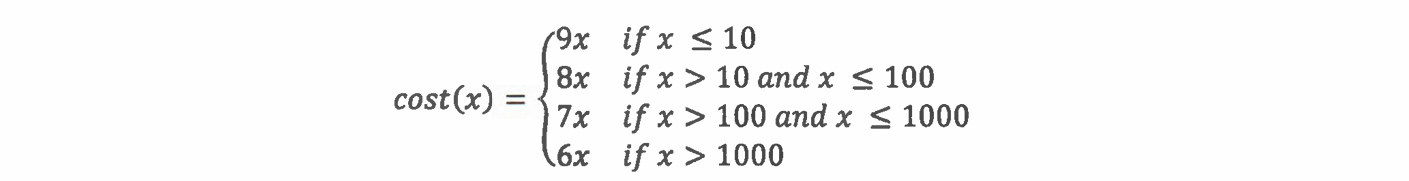 9x if x ≤ 10
8x if x > 10 and x ≤ 100
cost(x) =
7x if x > 100 and x ≤ 1000
6x if x > 1000